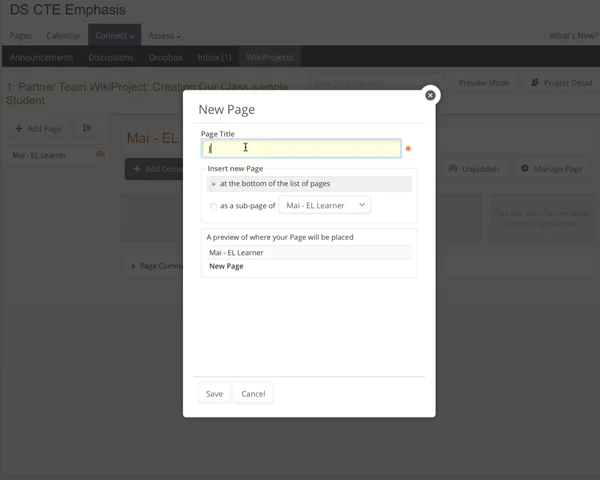 DS CTE Emphasis
Pages Calendar Connect Assess What's New?
Announcements Discussions Dropbox Inbox (1) WikiProjects
1: Partner Team WikiProject: Creating Our Class sample
Student
Preview Mode Project Detail
+ Add Page
Mai - EL Learner
Mai - EL
+ Add Conte
Unpublish Manage Page
Page Comme
New Page
Page Title
j
Insert new Page
at the bottom of the list of pages
as a sub-page of Mai - EL Learner
A preview of where your Page will be placed
Mai - EL Learner
New Page
Save Cancel